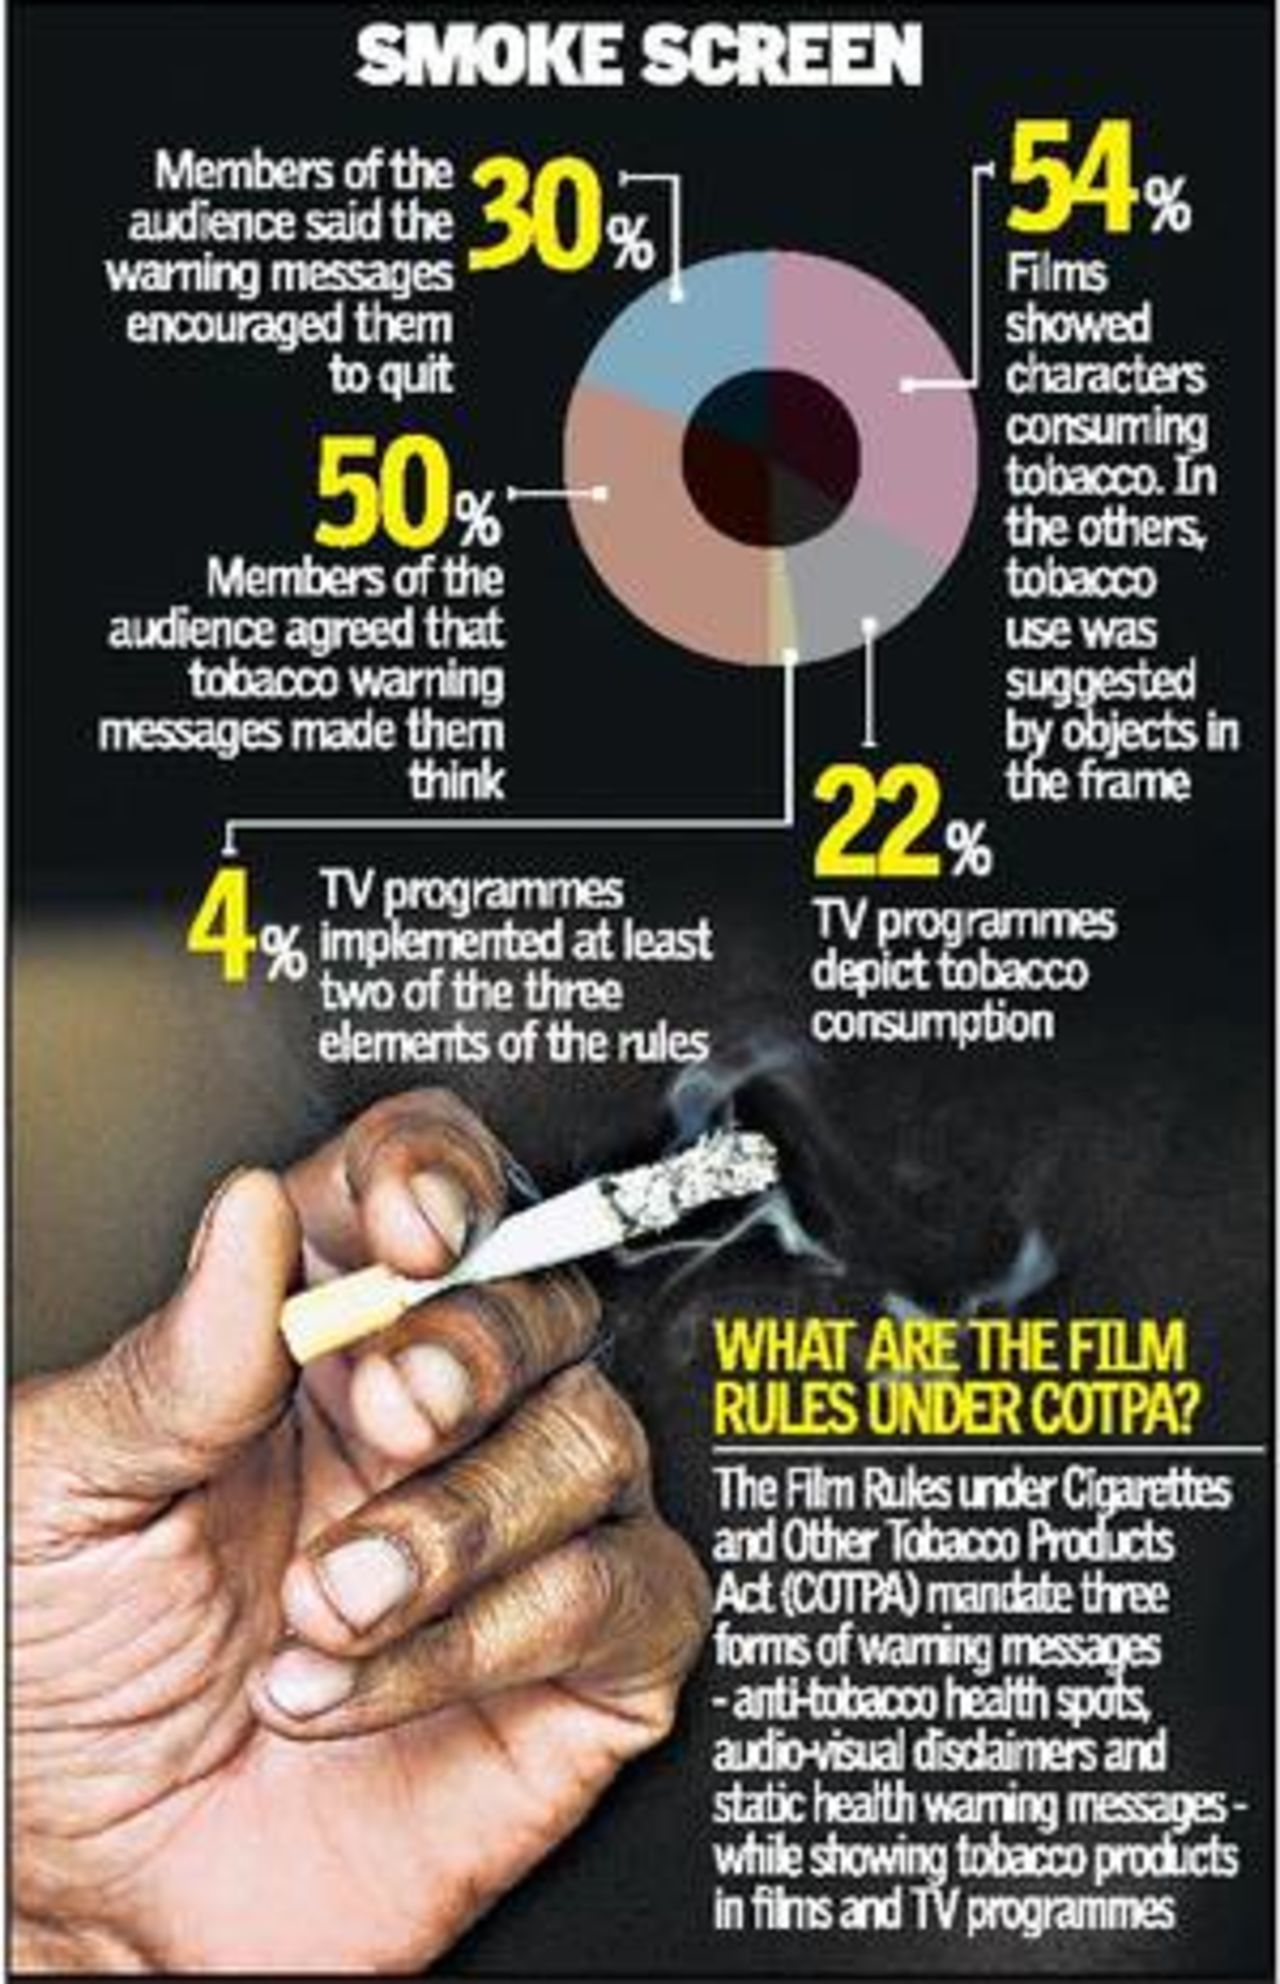 SMOKE SCREEN
Members of the
audience said the
warning messages
encouraged them
to quit
30%
54%
Films
showed
characters
consuming
tobacco. In
the others,
tobacco
use was
suggested
by objects in
the frame
50%
Members of the
audience agreed that
tobacco warning
messages made them
think
22%
TV programmes
depict tobacco
consumption
4%
TV programmes
implemented at least
two of the three
elements of the rules
WHAT ARE THE FILM
RULES UNDER COTPA?
The Film Rules under Cigarettes
and Other Tobacco Products
Act (COTPA) mandate three
forms of warning messages
- anti-tobacco health spots,
audio-visual disclaimers and
static health warning messages -
while showing tobacco products
in films and TV programmes